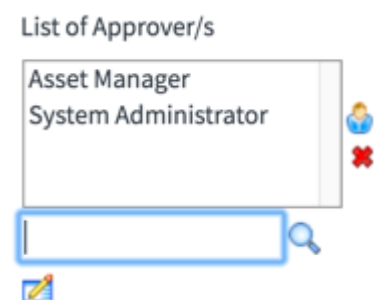 List of Approver/s
Asset Manager
System Administrator